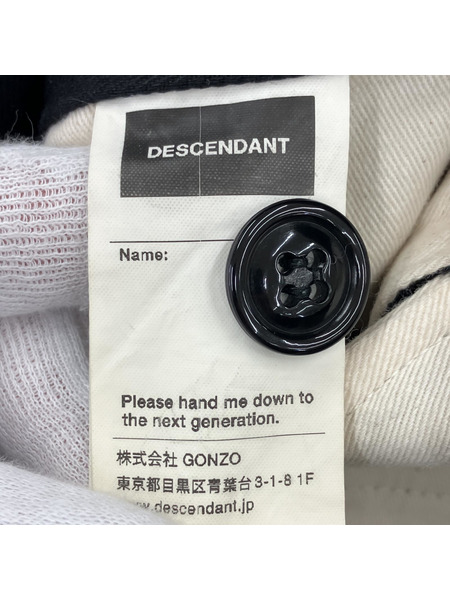 DESCENDANT
Name:
Please hand me down to
the next generation.
株式会社 GONZO
東京都目黒区青葉台3-1-8 1F
www.descendant.jp